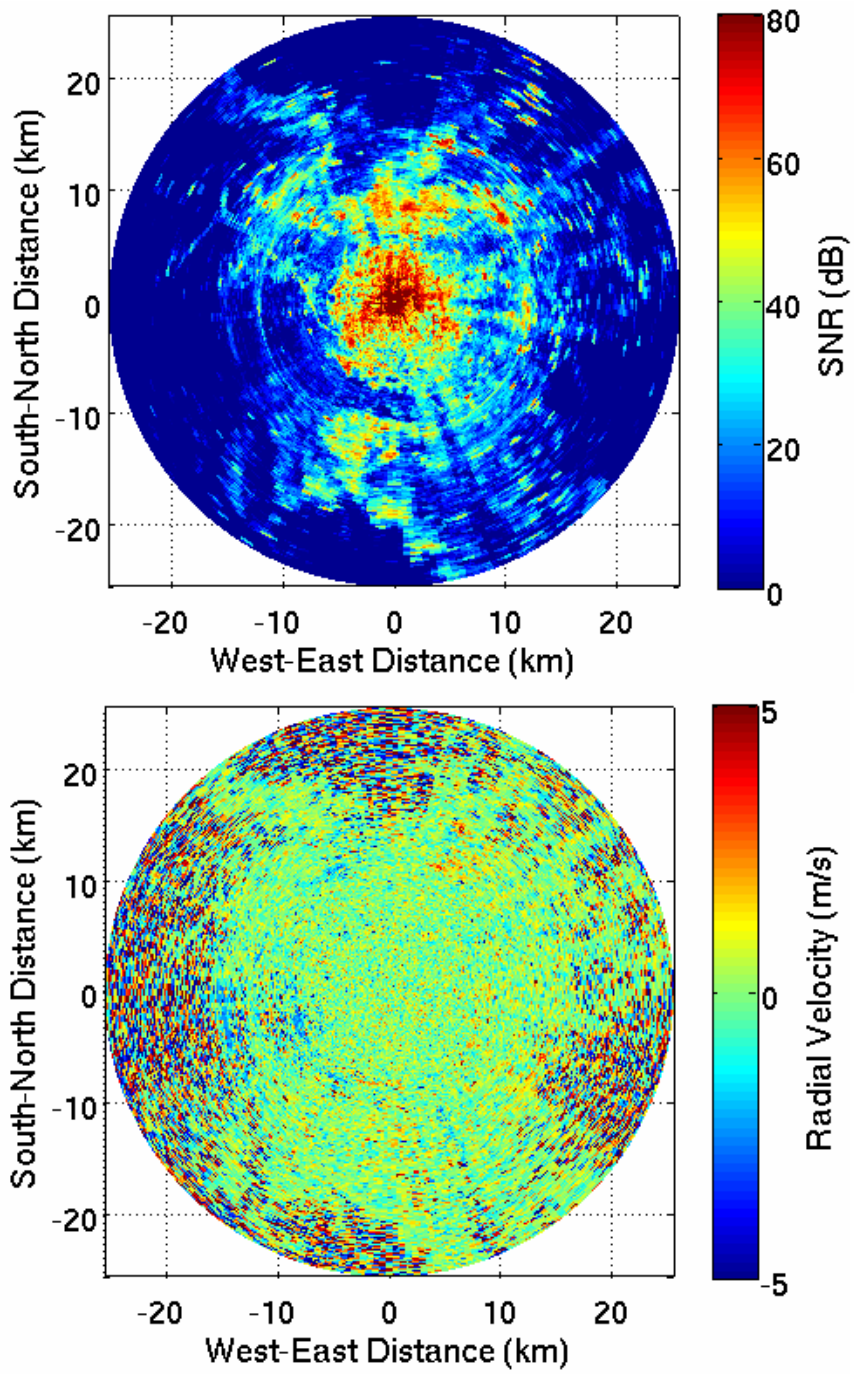 80
60
40
20
0
SNR (dB)
20
10
0
-10
-20
South-North Distance (km)
-20 -10 0 10 20
West-East Distance (km)
5
0
-5
Radial Velocity (m/s)
20
10
0
-10
-20
South-North Distance (km)
-20 -10 0 10 20
West-East Distance (km)